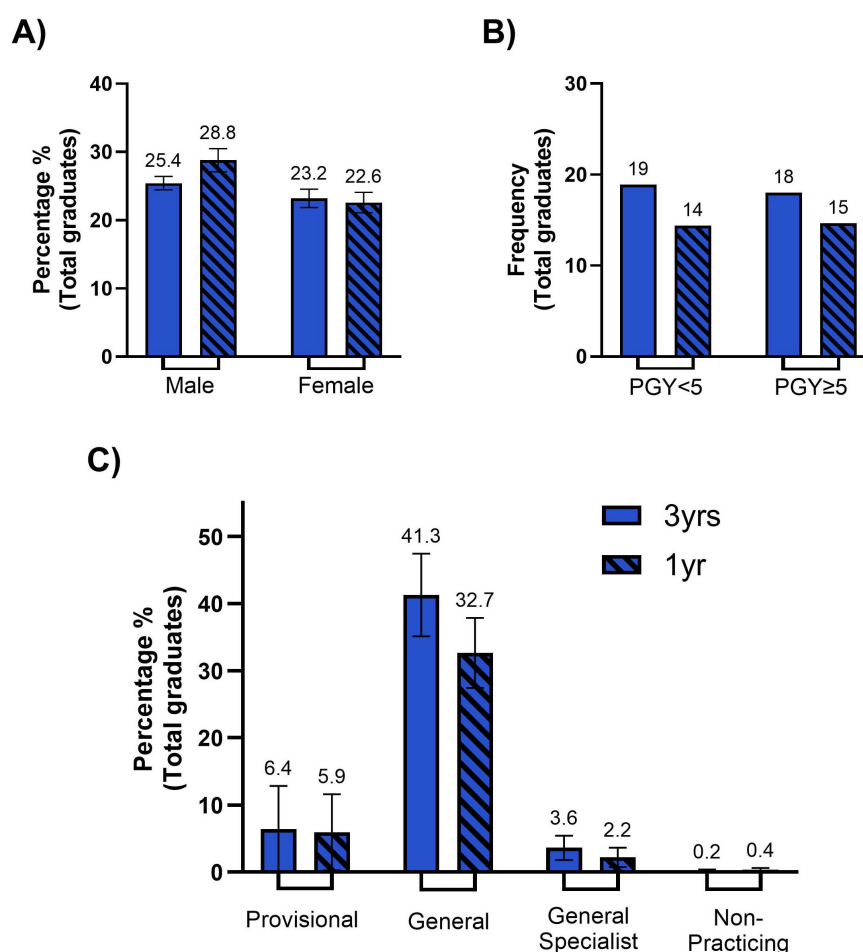 A)
Percentage %
(Total graduates)
40
30
20
10
0
25.4
28.8
23.2
22.6
Male
Female
B)
Frequency
(Total graduates)
30
20
10
0
19
14
18
15
PGY<5
PGY≥5
C)
Percentage %
(Total graduates)
50
40
30
20
10
0
6.4
5.9
41.3
32.7
3.6
2.2
0.2
0.4
3yrs
1yr
Provisional
General
General
Specialist
Non-
Practicing